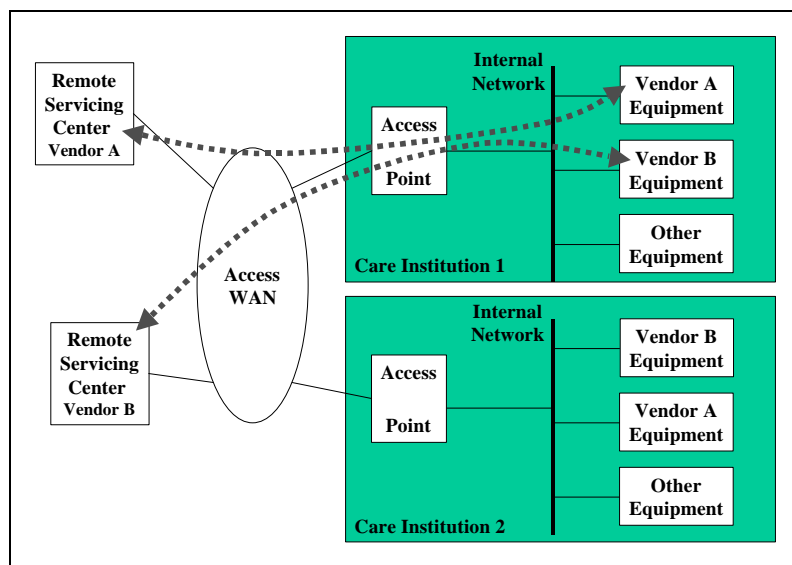 Remote
Servicing
Center
Vendor A
Access
WAN
Remote
Servicing
Center
Vendor B
Internal
Network
Access
Point
Vendor A
Equipment
Vendor B
Equipment
Other
Equipment
Care Institution 1
Internal
Network
Access
Point
Vendor B
Equipment
Vendor A
Equipment
Other
Equipment
Care Institution 2